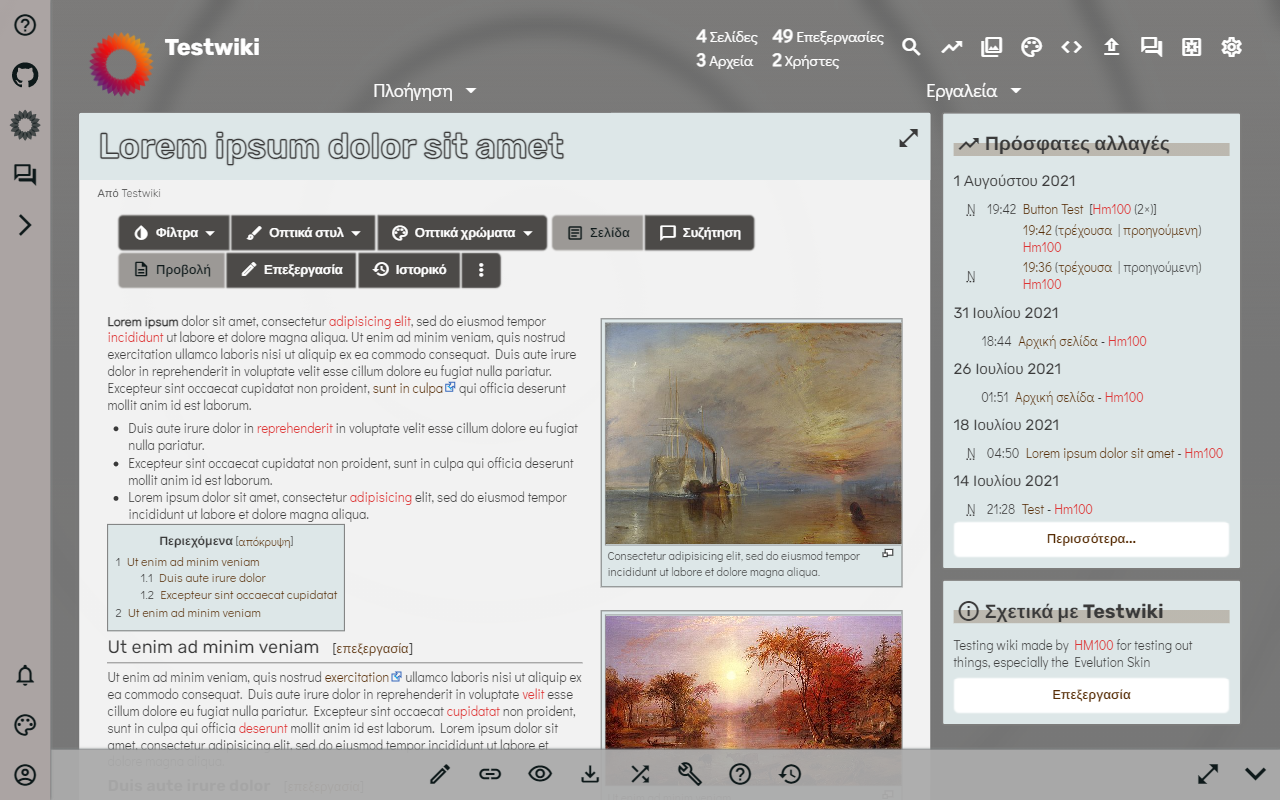 Testwiki
4 Σελίδες 49 Επεξεργασίες
3 Αρχεία 2 Χρήστες
Πλοήγηση
Εργαλεία
Lorem ipsum dolor sit amet
Από Testwiki
Φίλτρα
Οπτικά στυλ
Οπτικά χρώματα
Σελίδα
Συζήτηση
Προβολή
Επεξεργασία
Ιστορικό
Lorem ipsum dolor sit amet, consectetur adipisicing elit, sed do eiusmod tempor
incididunt ut labore et dolore magna aliqua. Ut enim ad minim veniam, quis nostrud
exercitation ullamco laboris nisi ut aliquip ex ea commodo consequat. Duis aute irure
dolor in reprehenderit in voluptate velit esse cillum dolore eu fugiat nulla pariatur.
Excepteur sint occaecat cupidatat non proident, sunt in culpa qui officia deserunt
mollit anim id est laborum.
Duis aute irure dolor in reprehenderit in voluptate velit esse cillum dolore eu fugiat
nulla pariatur.
Excepteur sint occaecat cupidatat non proident, sunt in culpa qui officia deserunt
mollit anim id est laborum.
Lorem ipsum dolor sit amet, consectetur adipisicing elit, sed do eiusmod tempor
incididunt ut labore et dolore magna aliqua.
Περιεχόμενα [απόκρυψη]
1 Ut enim ad minim veniam
1.1 Duis aute irure dolor
1.2 Excepteur sint occaecat cupidatat
2 Ut enim ad minim veniam
Consectetur adipisicing elit, sed do eiusmod tempor
incididunt ut labore et dolore magna aliqua.
Ut enim ad minim veniam [επεξεργασία]
Ut enim ad minim veniam, quis nostrud exercitation ullamco laboris nisi ut aliquip ex
ea commodo consequat. Duis aute irure dolor in reprehenderit in voluptate velit esse
cillum dolore eu fugiat nulla pariatur. Excepteur sint occaecat cupidatat non proident,
sunt in culpa qui officia deserunt mollit anim id est laborum. Lorem ipsum dolor sit
amet, consectetur adipisicing elit, sed do eiusmod tempor incididunt ut labore et
dolore magna aliqua.
Duis aute irure dolor [επεξεργασία]
Πρόσφατες αλλαγές
1 Αυγούστου 2021
N 19:42 Button Test [Hm100 (2×)]
19:42 (τρέχουσα | προηγούμενη)
Hm100
N 19:36 (τρέχουσα | προηγούμενη)
Hm100
31 Ιουλίου 2021
18:44 Αρχική σελίδα - Hm100
26 Ιουλίου 2021
01:51 Αρχική σελίδα - Hm100
18 Ιουλίου 2021
N 04:50 Lorem ipsum dolor sit amet - Hm100
14 Ιουλίου 2021
N 21:28 Test - Hm100
Περισσότερα...
Σχετικά με Testwiki
Testing wiki made by HM100 for testing out
things, especially the Evelution Skin
Επεξεργασία